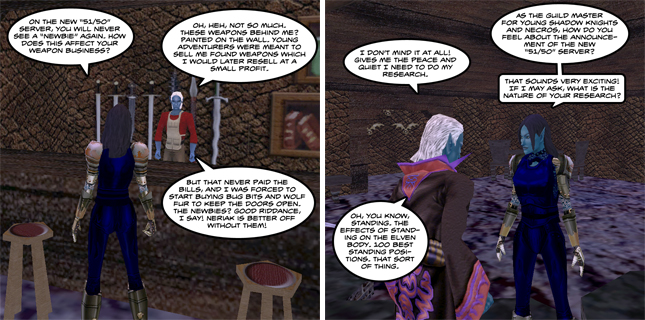 ON THE NEW "51/50"
SERVER, YOU WILL NEVER
SEE A "NEWBIE" AGAIN. HOW
DOES THIS AFFECT YOUR
WEAPON BUSINESS?
OH, HEH, NOT SO MUCH.
THESE WEAPONS BEHIND ME?
PAINTED ON THE WALL. YOUNG
ADVENTURERS WERE MEANT TO
SELL ME FOUND WEAPONS WHICH
I WOULD LATER RESELL AT A
SMALL PROFIT.
BUT THAT NEVER PAID THE
BILLS, AND I WAS FORCED TO
START BUYING BUG BITS AND WOLF
FUR TO KEEP THE DOORS OPEN.
THE NEWBIES? GOOD RIDDANCE,
I SAY! NERIAK IS BETTER OFF
WITHOUT THEM!
AS THE GUILD MASTER
FOR YOUNG SHADOW KNIGHTS
AND NECROS, HOW DO YOU
FEEL ABOUT THE ANNOUNCE-
MENT OF THE NEW
"51/50" SERVER?
I DON'T MIND IT AT ALL!
GIVES ME THE PEACE AND
QUIET I NEED TO DO MY
RESEARCH.
THAT SOUNDS VERY EXCITING!
IF I MAY ASK, WHAT IS THE
NATURE OF YOUR RESEARCH?
OH, YOU KNOW,
STANDING. THE
EFFECTS OF STAND-
ING ON THE ELVEN
BODY. 100 BEST
STANDING POSI-
TIONS. THAT SORT
OF THING.